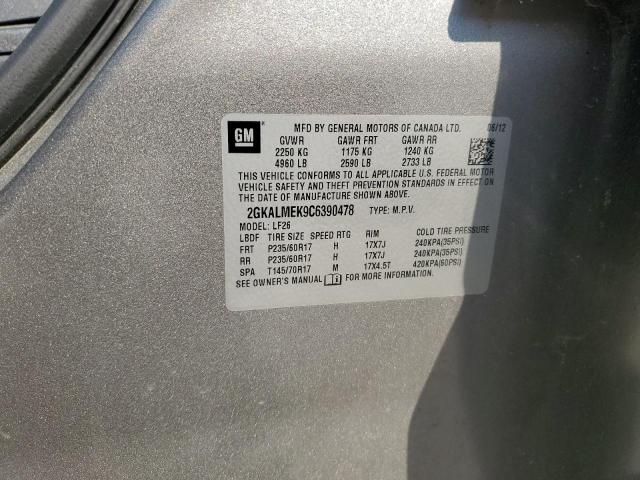 GM
MFD BY GENERAL MOTORS OF CANADA LTD. 06/12
GVWR GAWR FRT GAWR RR
2250 KG 1175 KG 1240 KG
4960 LB 2590 LB 2733 LB
THIS VEHICLE CONFORMS TO ALL APPLICABLE U.S. FEDERAL MOTOR
VEHICLE SAFETY AND THEFT PREVENTION STANDARDS IN EFFECT ON
THE DATE OF MANUFACTURE SHOWN ABOVE.
2GKALMEK9C6390478 TYPE: M.P.V.
MODEL: LF26
LBDF TIRE SIZE SPEED RTG RIM COLD TIRE PRESSURE
FRT P235/60R17 H 17X7J 240KPA(35PSI)
RR P235/60R17 H 17X7J 240KPA(35PSI)
SPA T145/70R17 M 17X4.5T 420KPA(60PSI)
SEE OWNER'S MANUAL FOR MORE INFORMATION.